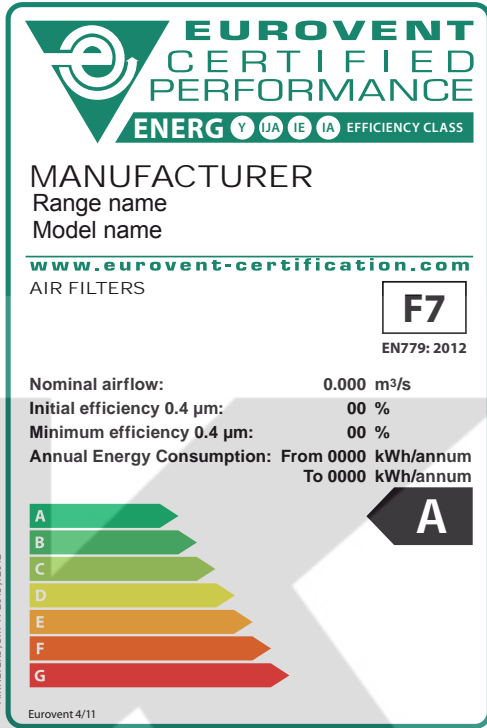 EUROVENT
CERTIFIED
PERFORMANCE
ENERG Y IJA IE IA EFFICIENCY CLASS
MANUFACTURER
Range name
Model name
www.eurovent-certification.com
AIR FILTERS
F7
EN779: 2012
Nominal airflow: 0.000 m³/s
Initial efficiency 0.4 µm: 00 %
Minimum efficiency 0.4 µm: 00 %
Annual Energy Consumption: From 0000 kWh/annum
To 0000 kWh/annum
A
A
B
C
D
E
F
G
Eurovent 4/11